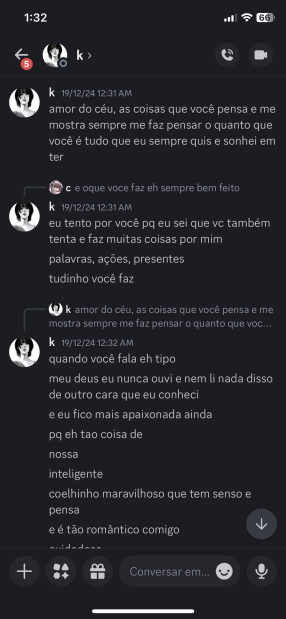 1:32
66
5
k
k 19/12/24 12:31 AM
amor do céu, as coisas que você pensa e me
mostra sempre me faz pensar o quanto que
você é tudo que eu sempre quis e sonhei em
ter
c e oque voce faz eh sempre bem feito
k 19/12/24 12:31 AM
eu tento por você pq eu sei que vc também
tenta e faz muitas coisas por mim
palavras, ações, presentes
tudinho você faz
k amor do céu, as coisas que você pensa e me
mostra sempre me faz pensar o quanto que voc...
k 19/12/24 12:32 AM
quando você fala eh tipo
meu deus eu nunca ouvi e nem li nada disso
de outro cara que eu conheci
e eu fico mais apaixonada ainda
pq eh tao coisa de
nossa
inteligente
coelhinho maravilhoso que tem senso e
pensa
e é tão romântico comigo
cuidadoso
Conversar em...